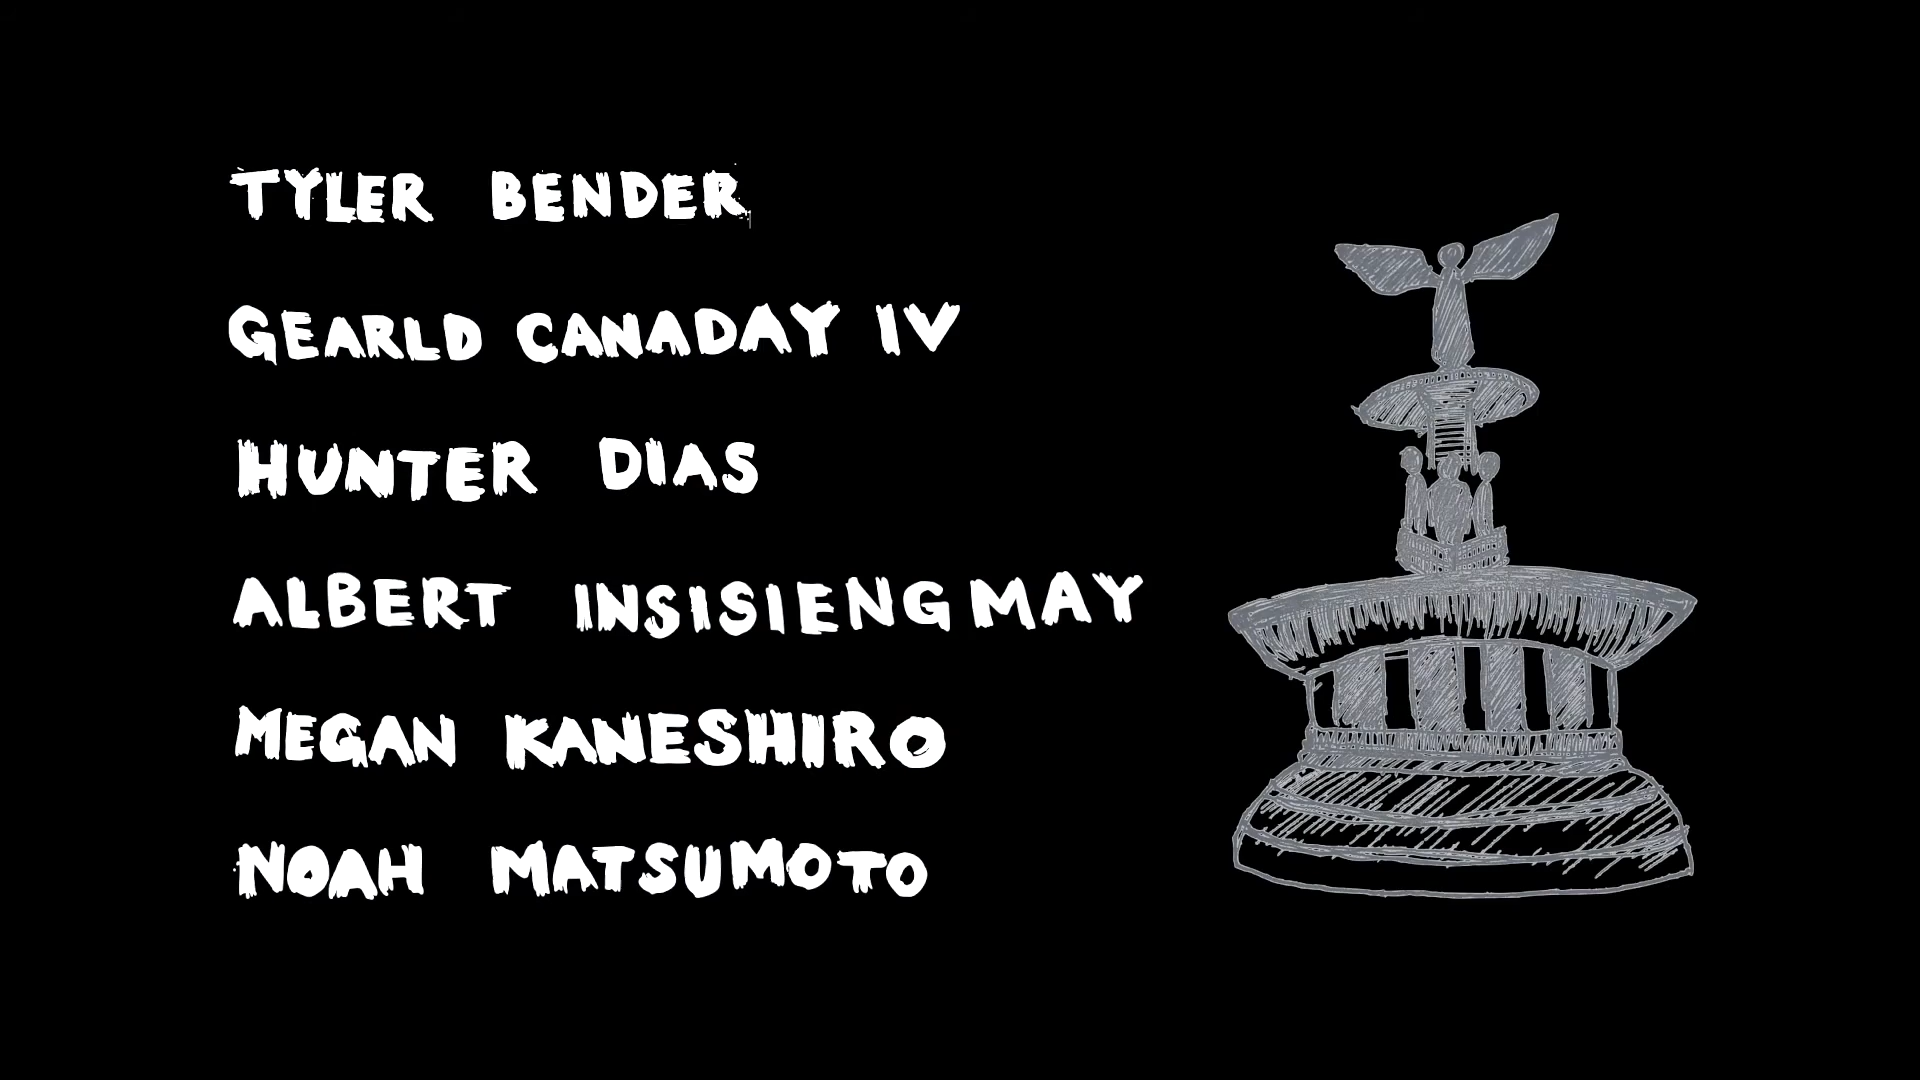 TYLER BENDER
GEARLD CANADAY IV
HUNTER DIAS
ALBERT INSISIENGMAY
MEGAN KANESHIRO
NOAH MATSUMOTO